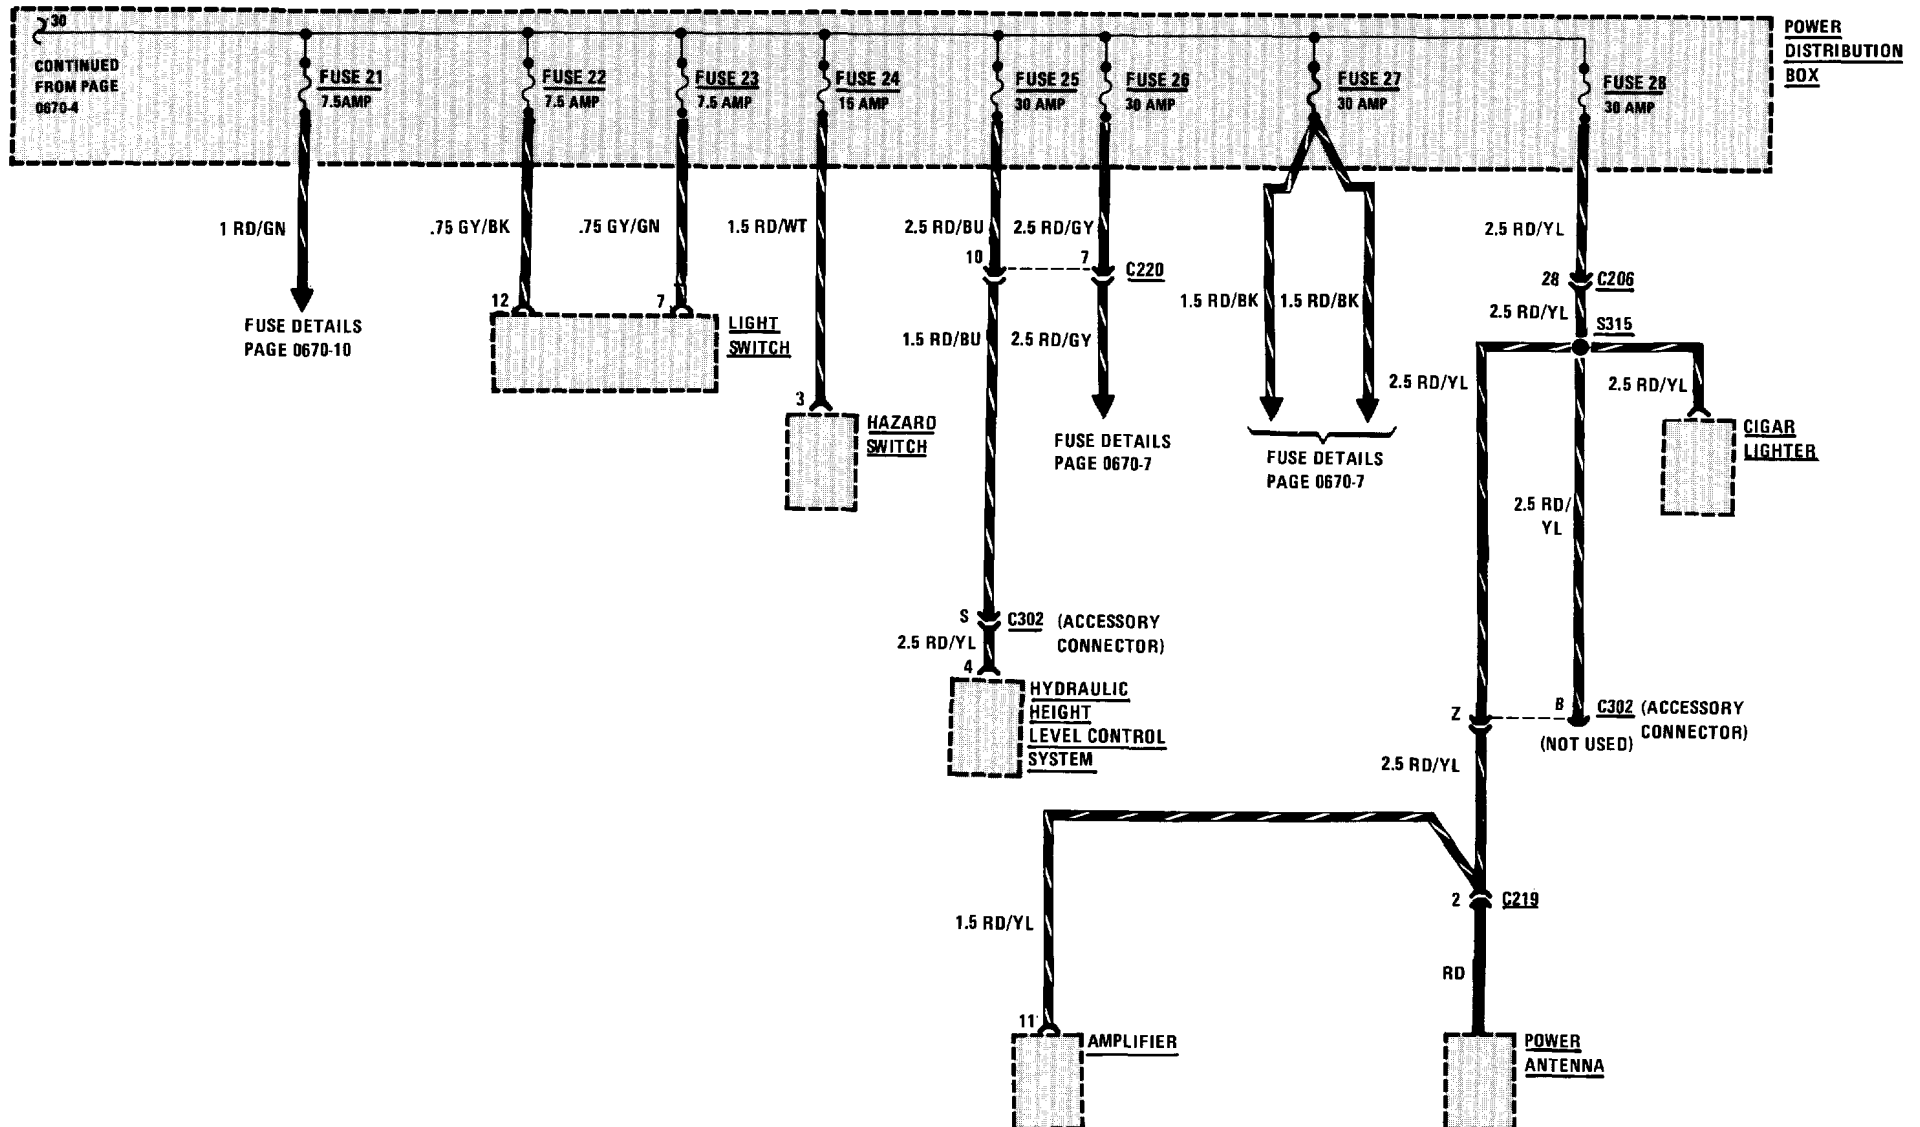 30
CONTINUED
FROM PAGE
0670-4
FUSE 21
7.5AMP
FUSE 22
7.5 AMP
FUSE 23
7.5 AMP
FUSE 24
15 AMP
FUSE 25
30 AMP
FUSE 26
30 AMP
FUSE 27
30 AMP
FUSE 28
30 AMP
POWER
DISTRIBUTION
BOX
1 RD/GN
.75 GY/BK
.75 GY/GN
1.5 RD/WT
2.5 RD/BU
2.5 RD/GY
2.5 RD/YL
10
7
C220
28
C206
12
7
1.5 RD/BK
1.5 RD/BK
2.5 RD/YL
S315
FUSE DETAILS
PAGE 0670-10
LIGHT
SWITCH
1.5 RD/BU
2.5 RD/GY
2.5 RD/YL
2.5 RD/YL
3
HAZARD
SWITCH
FUSE DETAILS
PAGE 0670-7
FUSE DETAILS
PAGE 0670-7
CIGAR
LIGHTER
2.5 RD/
YL
S
C302 (ACCESSORY
CONNECTOR)
2.5 RD/YL
4
HYDRAULIC
HEIGHT
LEVEL CONTROL
SYSTEM
Z
B
C302 (ACCESSORY
CONNECTOR)
(NOT USED)
2.5 RD/YL
2
C219
1.5 RD/YL
RD
11
AMPLIFIER
POWER
ANTENNA